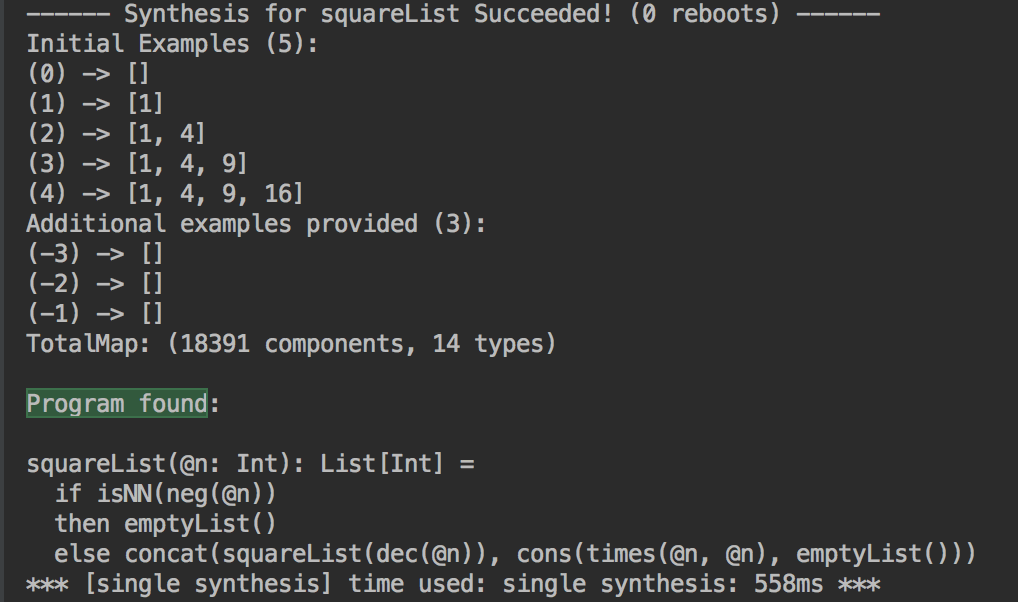 ------ Synthesis for squareList Succeeded! (0 reboots) ------
Initial Examples (5):
(0) -> []
(1) -> [1]
(2) -> [1, 4]
(3) -> [1, 4, 9]
(4) -> [1, 4, 9, 16]
Additional examples provided (3):
(-3) -> []
(-2) -> []
(-1) -> []
TotalMap: (18391 components, 14 types)
Program found:
squareList(@n: Int): List[Int] =
  if isNN(neg(@n))
  then emptyList()
  else concat(squareList(dec(@n)), cons(times(@n, @n), emptyList()))
*** [single synthesis] time used: single synthesis: 558ms ***